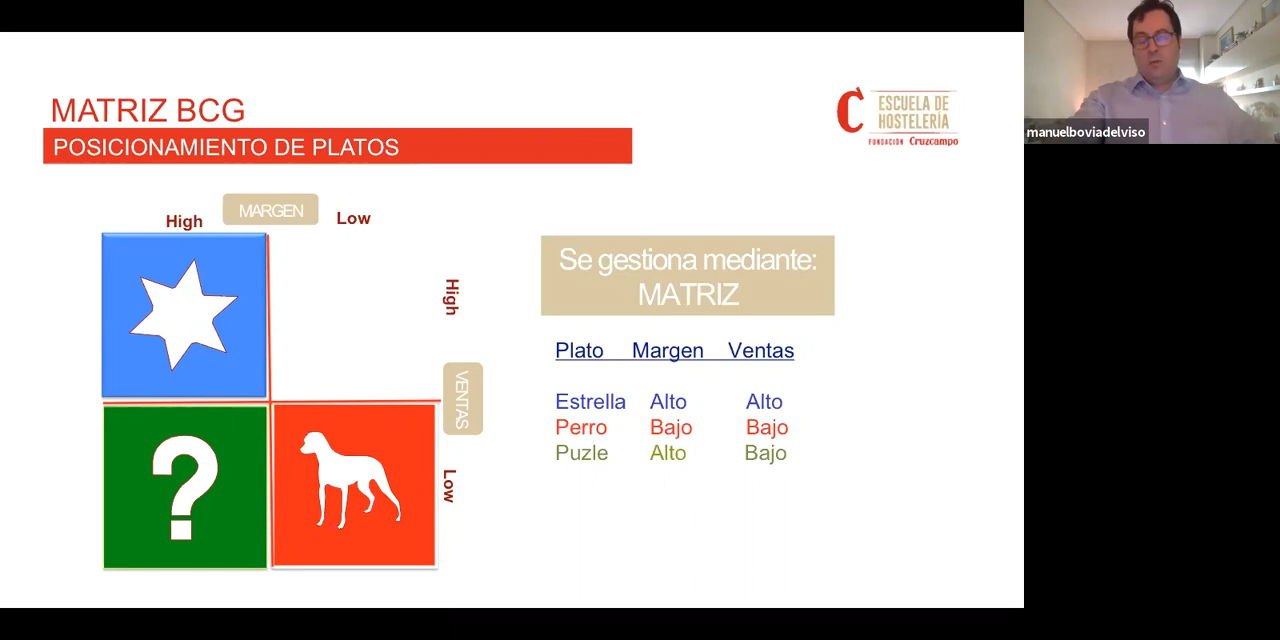 MATRIZ BCG
POSICIONAMIENTO DE PLATOS
C ESCUELA DE
HOSTELERÍA
FUNDACIÓN Cruzcampo
manuelboviadelviso
High
MARGEN
Low
High
VENTAS
Low
?
Se gestiona mediante:
MATRIZ
Plato Margen Ventas
Estrella Alto Alto
Perro Bajo Bajo
Puzle Alto Bajo